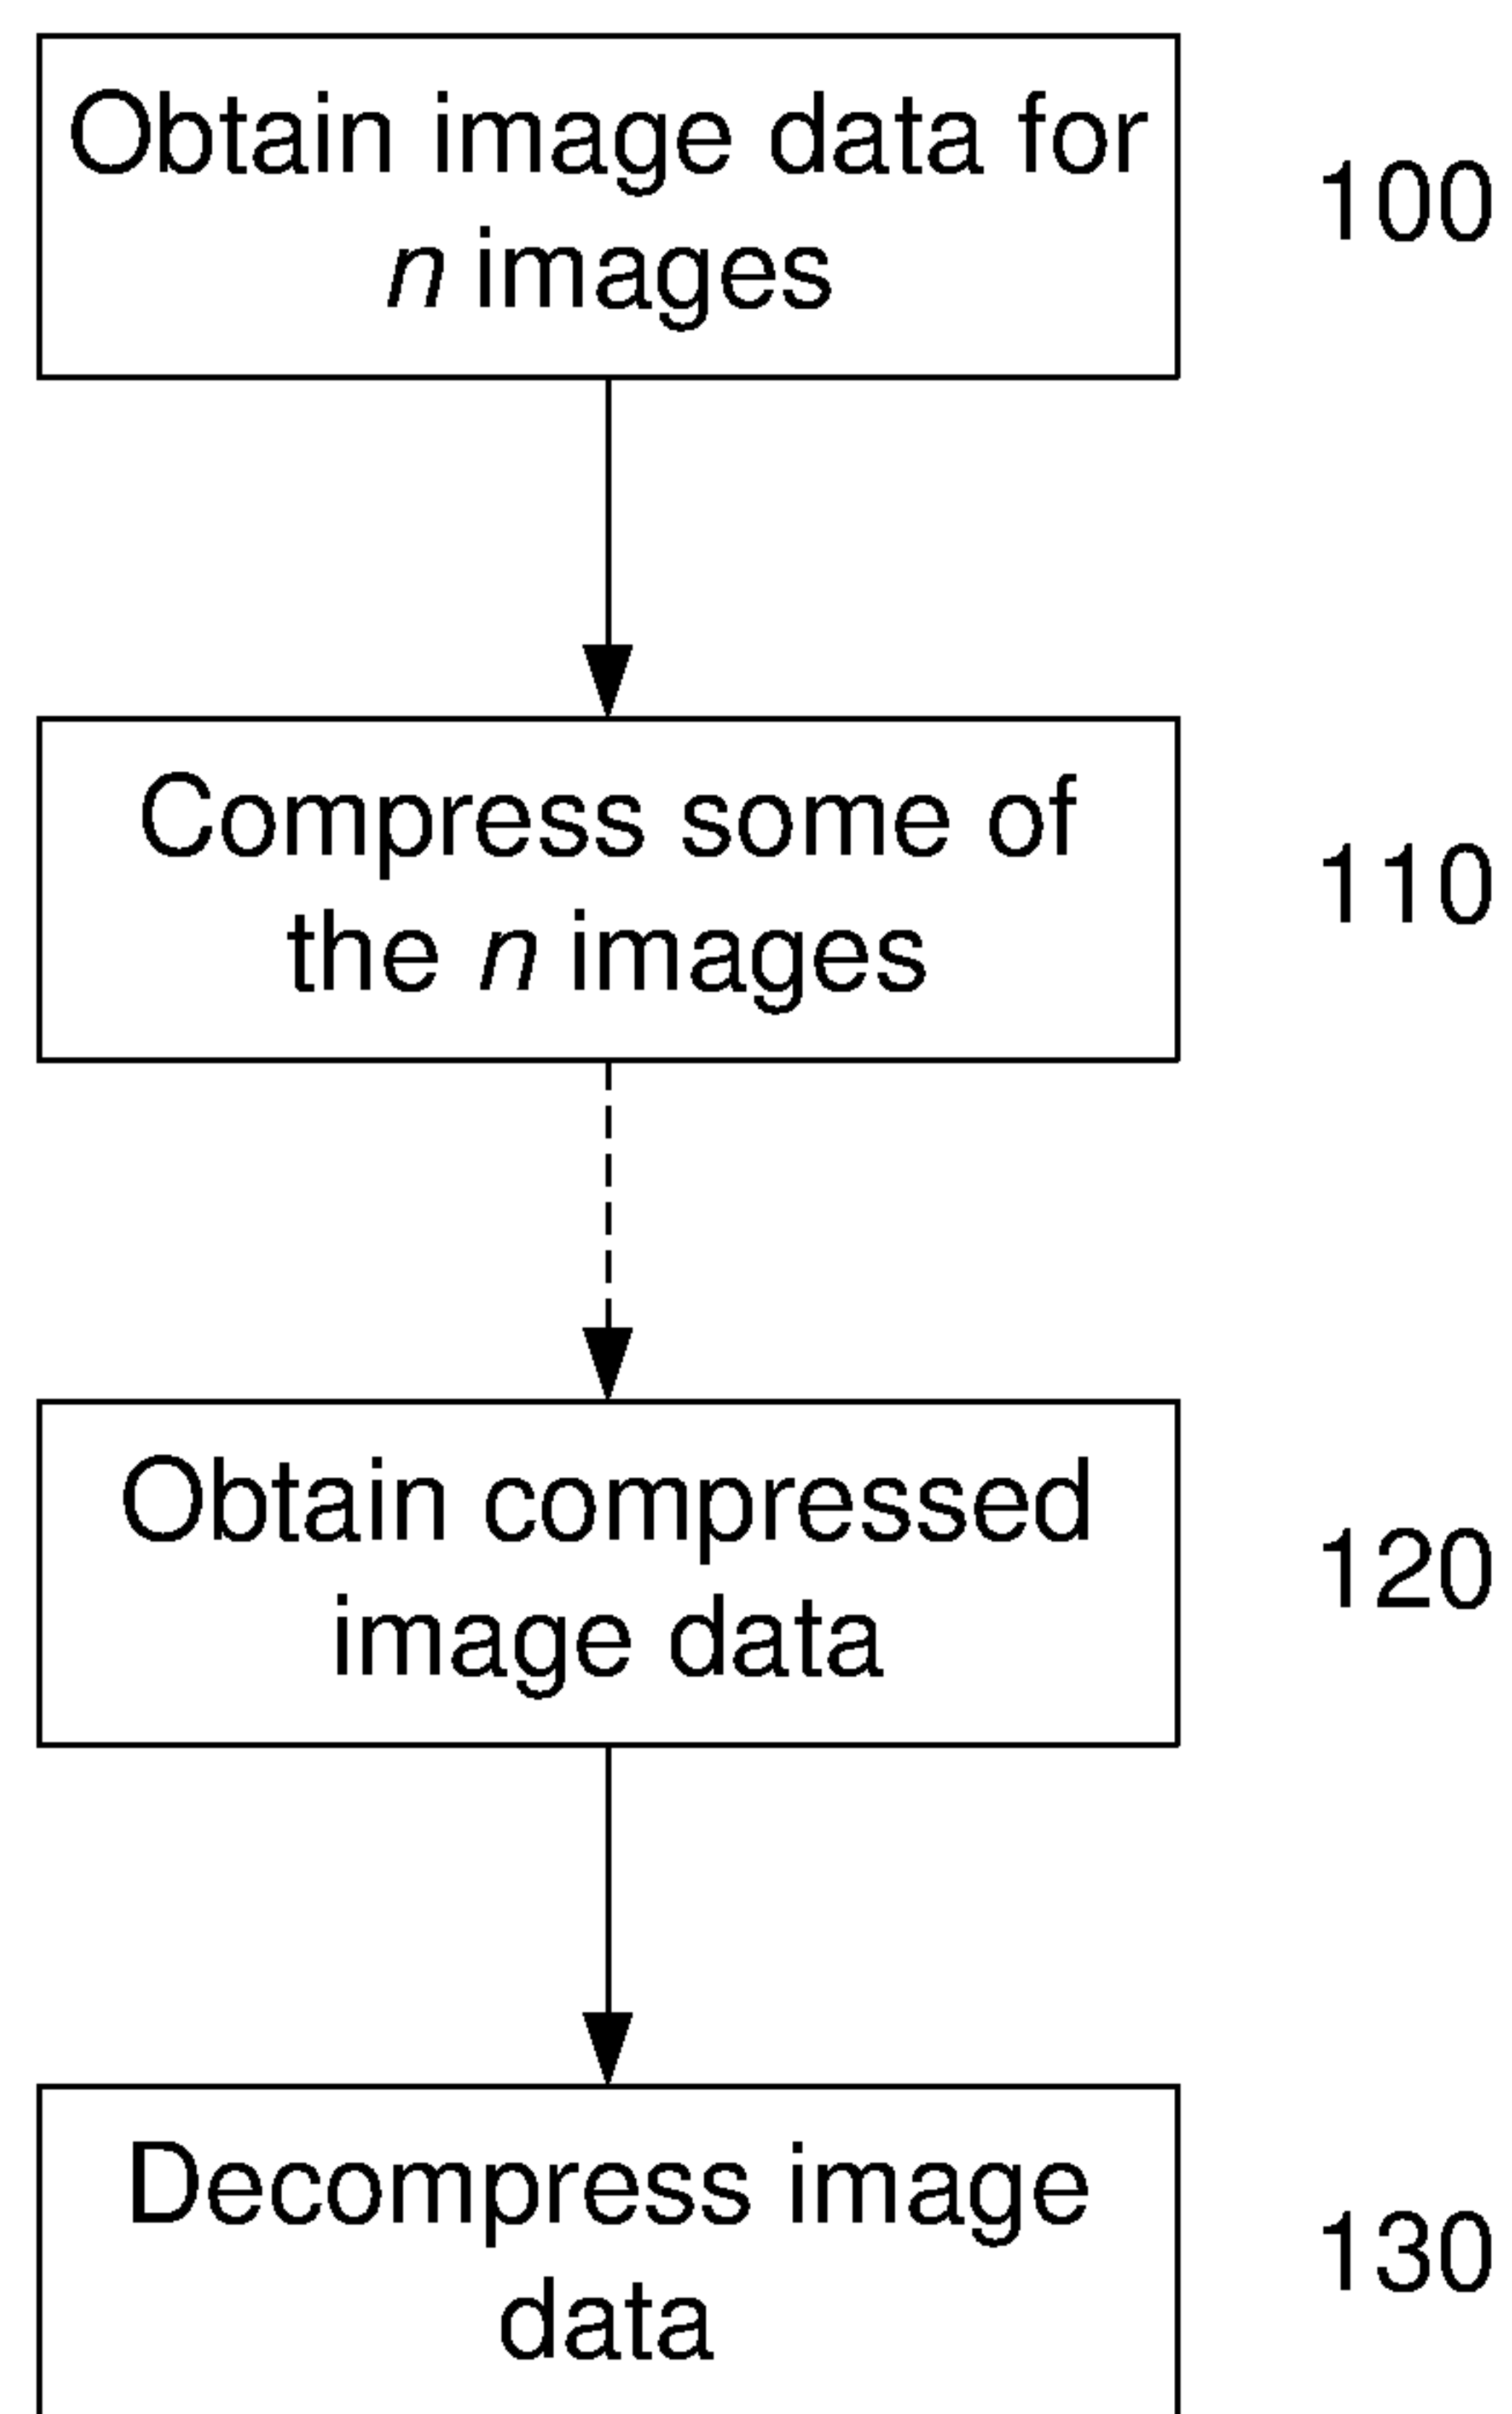 Obtain image data for
n images
100
Compress some of
the n images
110
Obtain compressed
image data
120
Decompress image
data
130